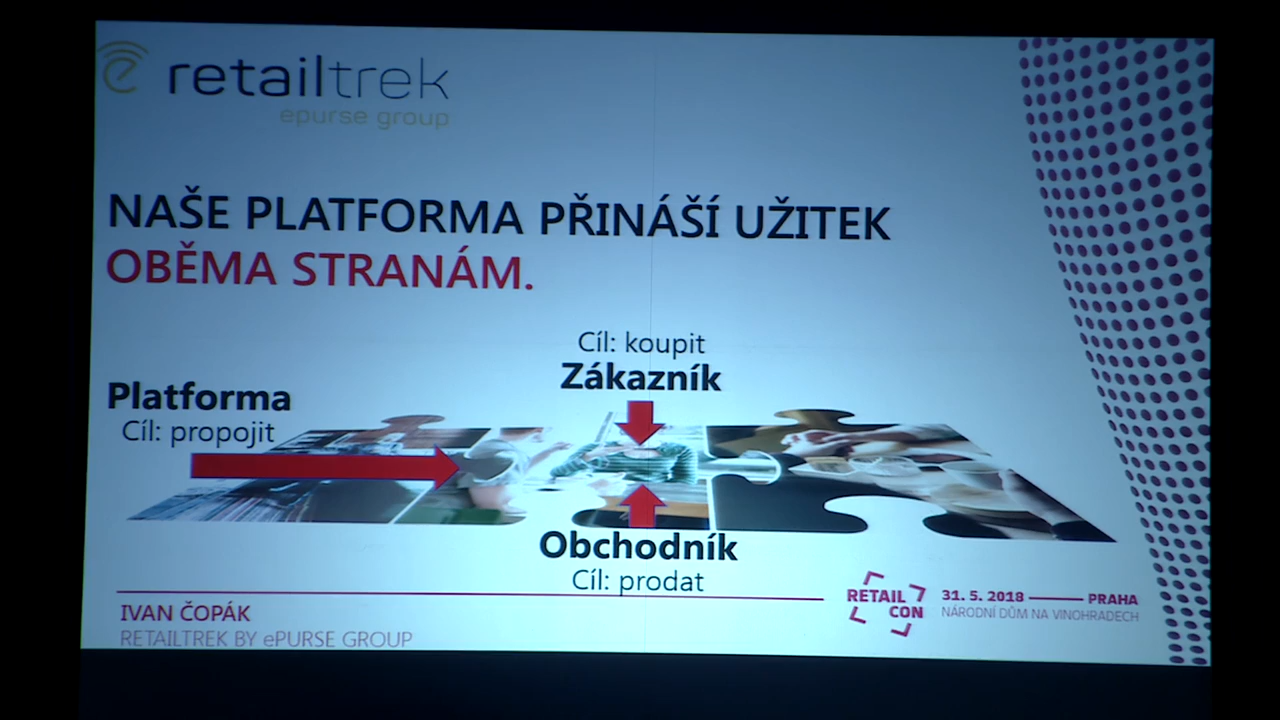 retailtrek
epurse group
NAŠE PLATFORMA PŘINÁŠÍ UŽITEK
OBĚMA STRANÁM.
Cíl: koupit
Zákazník
Platforma
Cíl: propojit
Obchodník
Cíl: prodat
IVAN ČOPÁK
RETAILTREK BY ePURSE GROUP
RETAIL
CON
31. 5. 2018 PRAHA
NÁRODNÍ DŮM NA VINOHRADECH